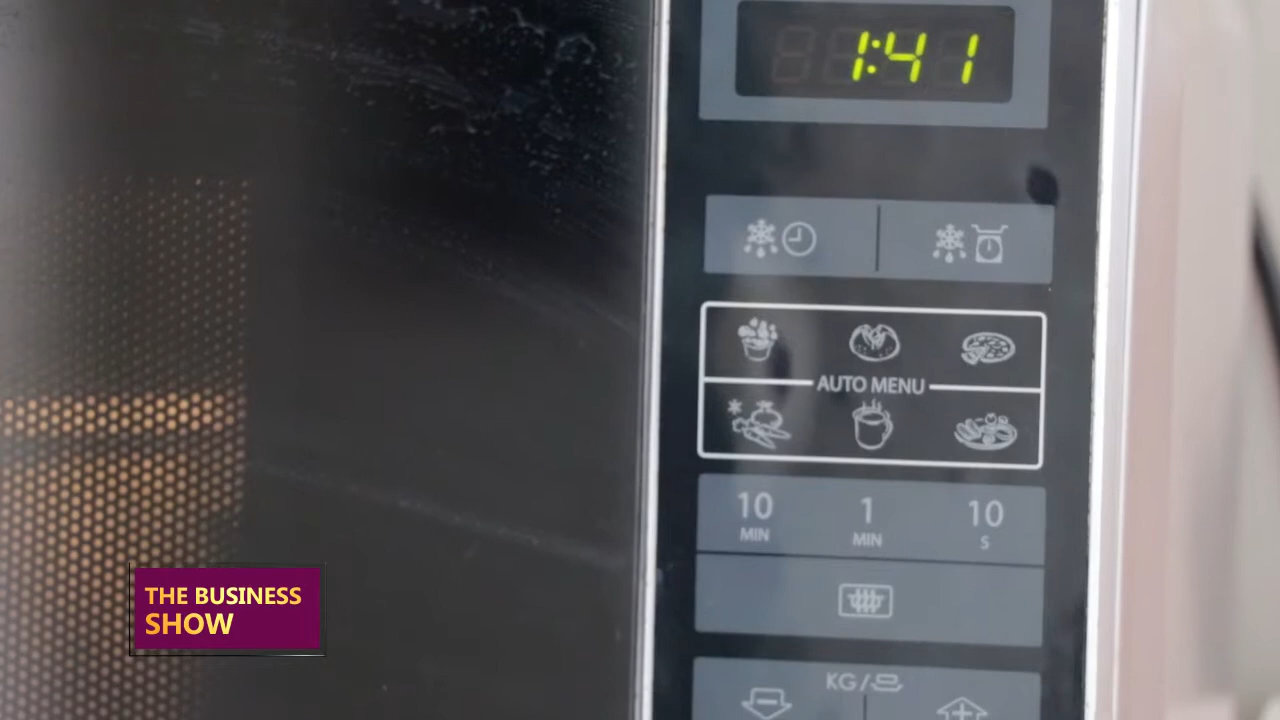 1:41
AUTO MENU
10 1 10
MIN MIN S
KG/
THE BUSINESS
SHOW